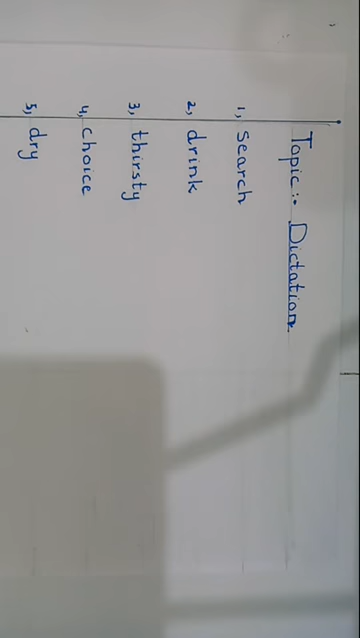 Topic :- Dictation
1, Search
2, drink
3, thirsty
4, choice
5, dry